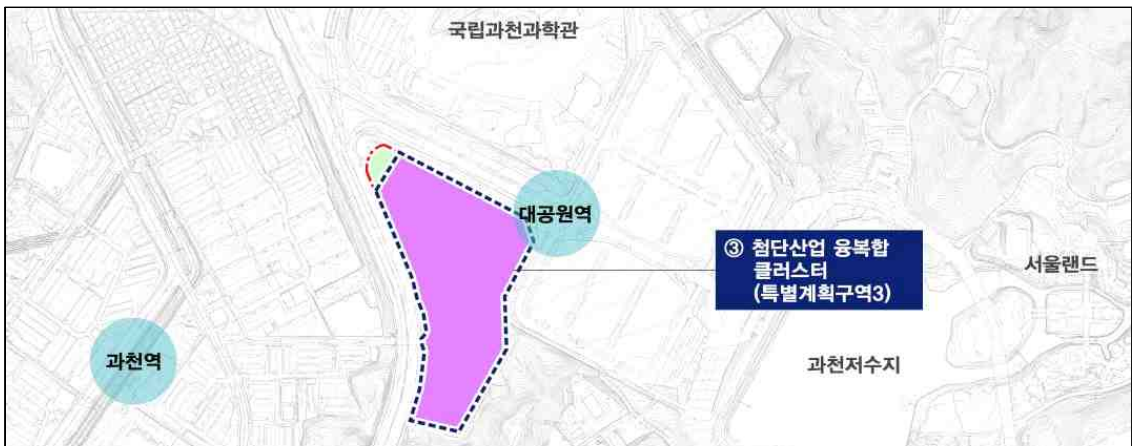 국립과천과학관
대공원역
③ 첨단산업 융복합
클러스터
(특별계획구역3)
서울랜드
과천역
과천저수지